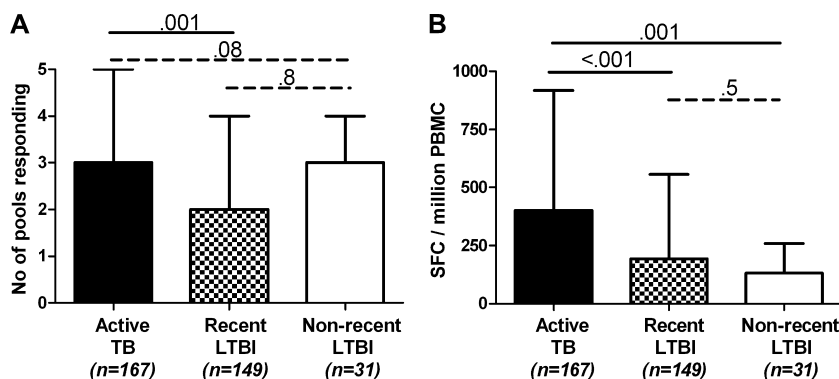 A
.001
.08
.8
No of pools responding
5
4
3
2
1
0
Active
TB
(n=167)
Recent
LTBI
(n=149)
Non-recent
LTBI
(n=31)
B
.001
<.001
.5
SFC / million PBMC
1000
750
500
250
0
Active
TB
(n=167)
Recent
LTBI
(n=149)
Non-recent
LTBI
(n=31)